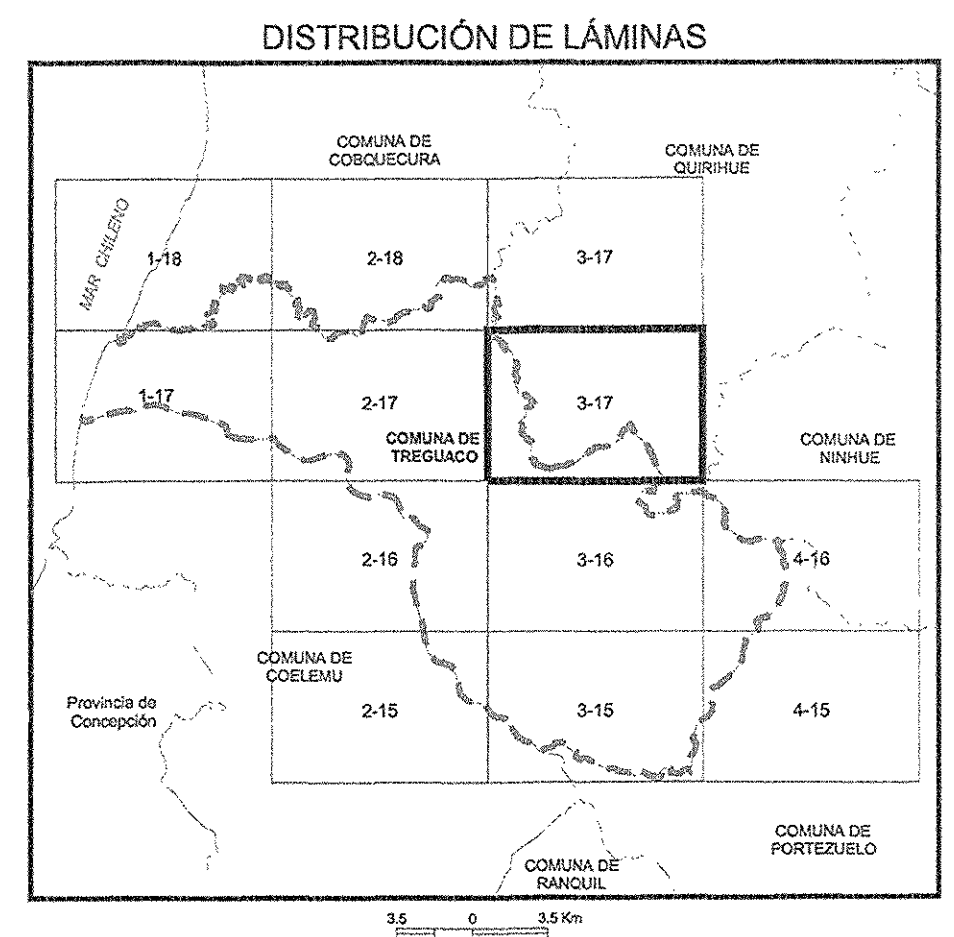 DISTRIBUCIÓN DE LÁMINAS
COMUNA DE
COBQUECURA
COMUNA DE
QUIRIHUE
MAR CHILENO
1-18
2-18
3-17
1-17
2-17
3-17
COMUNA DE
TREGUACO
COMUNA DE
NINHUE
2-16
3-16
4-16
COMUNA DE
COELEMU
Provincia de
Concepción
2-15
3-15
4-15
COMUNA DE
PORTEZUELO
COMUNA DE
RANQUIL
3.5 0 3.5 Km